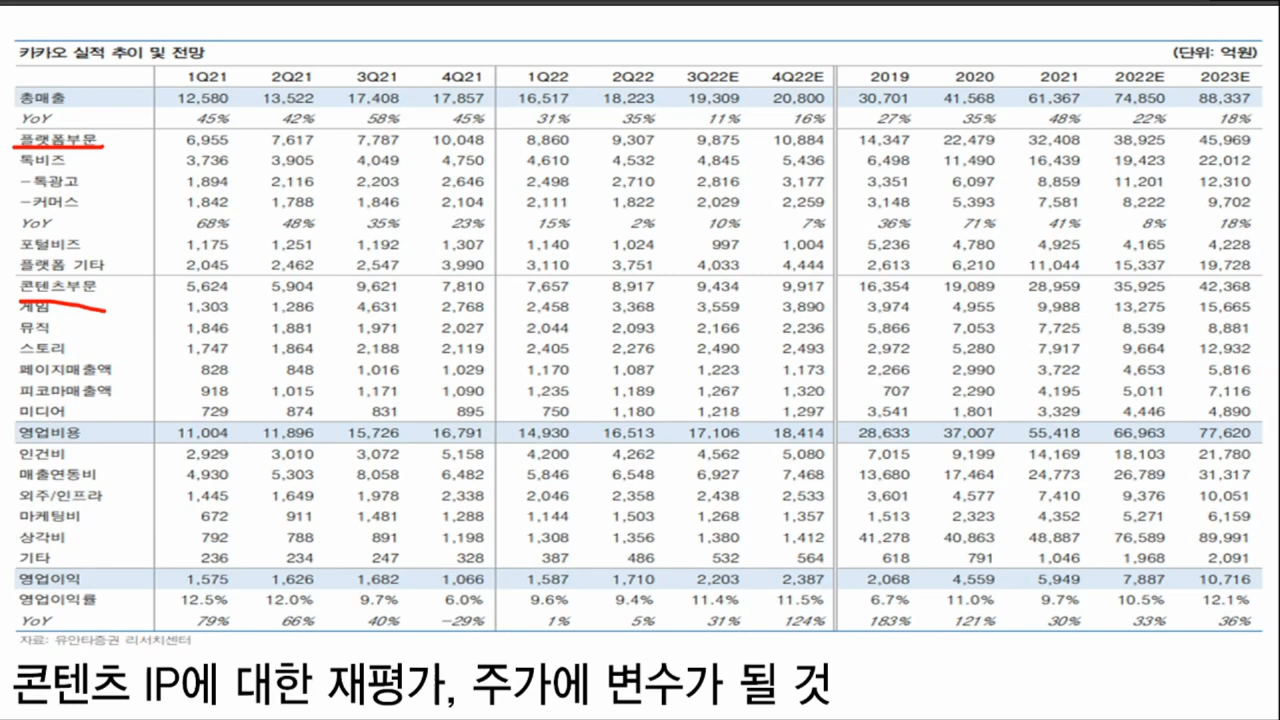 카카오 실적 추이 및 전망 (단위: 억원)
1Q21 2Q21 3Q21 4Q21 1Q22 2Q22 3Q22E 4Q22E 2019 2020 2021 2022E 2023E
총매출 12,580 13,522 17,408 17,857 16,517 18,223 19,309 20,800 30,701 41,568 61,367 74,850 88,337
YoY 45% 42% 58% 45% 31% 35% 11% 16% 27% 35% 48% 22% 18%
플랫폼부문 6,955 7,617 7,787 10,048 8,860 9,307 9,875 10,884 14,347 22,479 32,408 38,925 45,969
톡비즈 3,736 3,905 4,049 4,750 4,610 4,532 4,845 5,436 6,498 11,490 16,439 19,423 22,012
-톡광고 1,894 2,116 2,203 2,646 2,498 2,710 2,816 3,177 3,351 6,097 8,859 11,201 12,310
-커머스 1,842 1,788 1,846 2,104 2,111 1,822 2,029 2,259 3,148 5,393 7,581 8,222 9,702
YoY 68% 48% 35% 23% 15% 2% 10% 7% 36% 71% 41% 8% 18%
포털비즈 1,175 1,251 1,192 1,307 1,140 1,024 997 1,004 5,236 4,780 4,925 4,165 4,228
플랫폼 기타 2,045 2,462 2,547 3,990 3,110 3,751 4,033 4,444 2,613 6,210 11,044 15,337 19,728
콘텐츠부문 5,624 5,904 9,621 7,810 7,657 8,917 9,434 9,917 16,354 19,089 28,959 35,925 42,368
게임 1,303 1,286 4,631 2,768 2,458 3,368 3,559 3,890 3,974 4,955 9,988 13,275 15,665
뮤직 1,846 1,881 1,971 2,027 2,044 2,093 2,166 2,236 5,866 7,053 7,725 8,539 8,881
스토리 1,747 1,864 2,188 2,119 2,405 2,276 2,490 2,493 2,972 5,280 7,917 9,664 12,932
페이지매출액 828 848 1,016 1,029 1,170 1,087 1,223 1,173 2,266 2,990 3,722 4,653 5,816
피코마매출액 918 1,015 1,171 1,090 1,235 1,189 1,267 1,320 707 2,290 4,195 5,011 7,116
미디어 729 874 831 895 750 1,180 1,218 1,297 3,541 1,801 3,329 4,446 4,890
영업비용 11,004 11,896 15,726 16,791 14,930 16,513 17,106 18,414 28,633 37,007 55,418 66,963 77,620
인건비 2,929 3,010 3,072 5,158 4,200 4,262 4,562 5,080 7,015 9,199 14,169 18,103 21,780
매출연동비 4,930 5,303 8,058 6,482 5,846 6,548 6,927 7,468 13,680 17,464 24,773 26,789 31,317
외주/인프라 1,445 1,649 1,978 2,338 2,046 2,358 2,438 2,533 3,601 4,577 7,410 9,376 10,051
마케팅비 672 911 1,481 1,288 1,144 1,503 1,268 1,357 1,513 2,323 4,352 5,271 6,159
상각비 792 788 891 1,198 1,308 1,356 1,380 1,412 41,278 40,863 48,887 76,589 89,991
기타 236 234 247 328 387 486 532 564 618 791 1,046 1,968 2,091
영업이익 1,575 1,626 1,682 1,066 1,587 1,710 2,203 2,387 2,068 4,559 5,949 7,887 10,716
영업이익률 12.5% 12.0% 9.7% 6.0% 9.6% 9.4% 11.4% 11.5% 6.7% 11.0% 9.7% 10.5% 12.1%
YoY 79% 66% 40% -29% 1% 5% 31% 124% 183% 121% 30% 33% 36%
자료: 유안타증권 리서치센터
콘텐츠 IP에 대한 재평가, 주가에 변수가 될 것